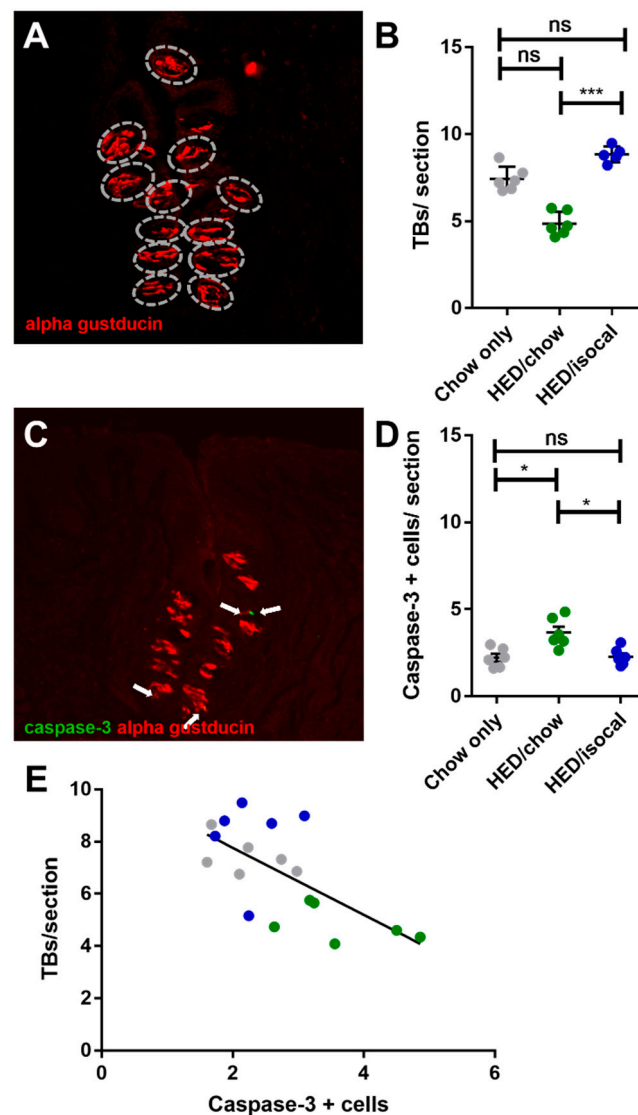 A
alpha gustducin
B
ns
ns
***
15
10
5
0
TBs/ section
Chow only
HED/chow
HED/isocal
C
caspase-3 alpha gustducin
D
ns
*
*
15
10
5
0
Caspase-3 + cells/ section
Chow only
HED/chow
HED/isocal
E
10
8
6
4
2
0
TBs/section
0
2
4
6
Caspase-3 + cells